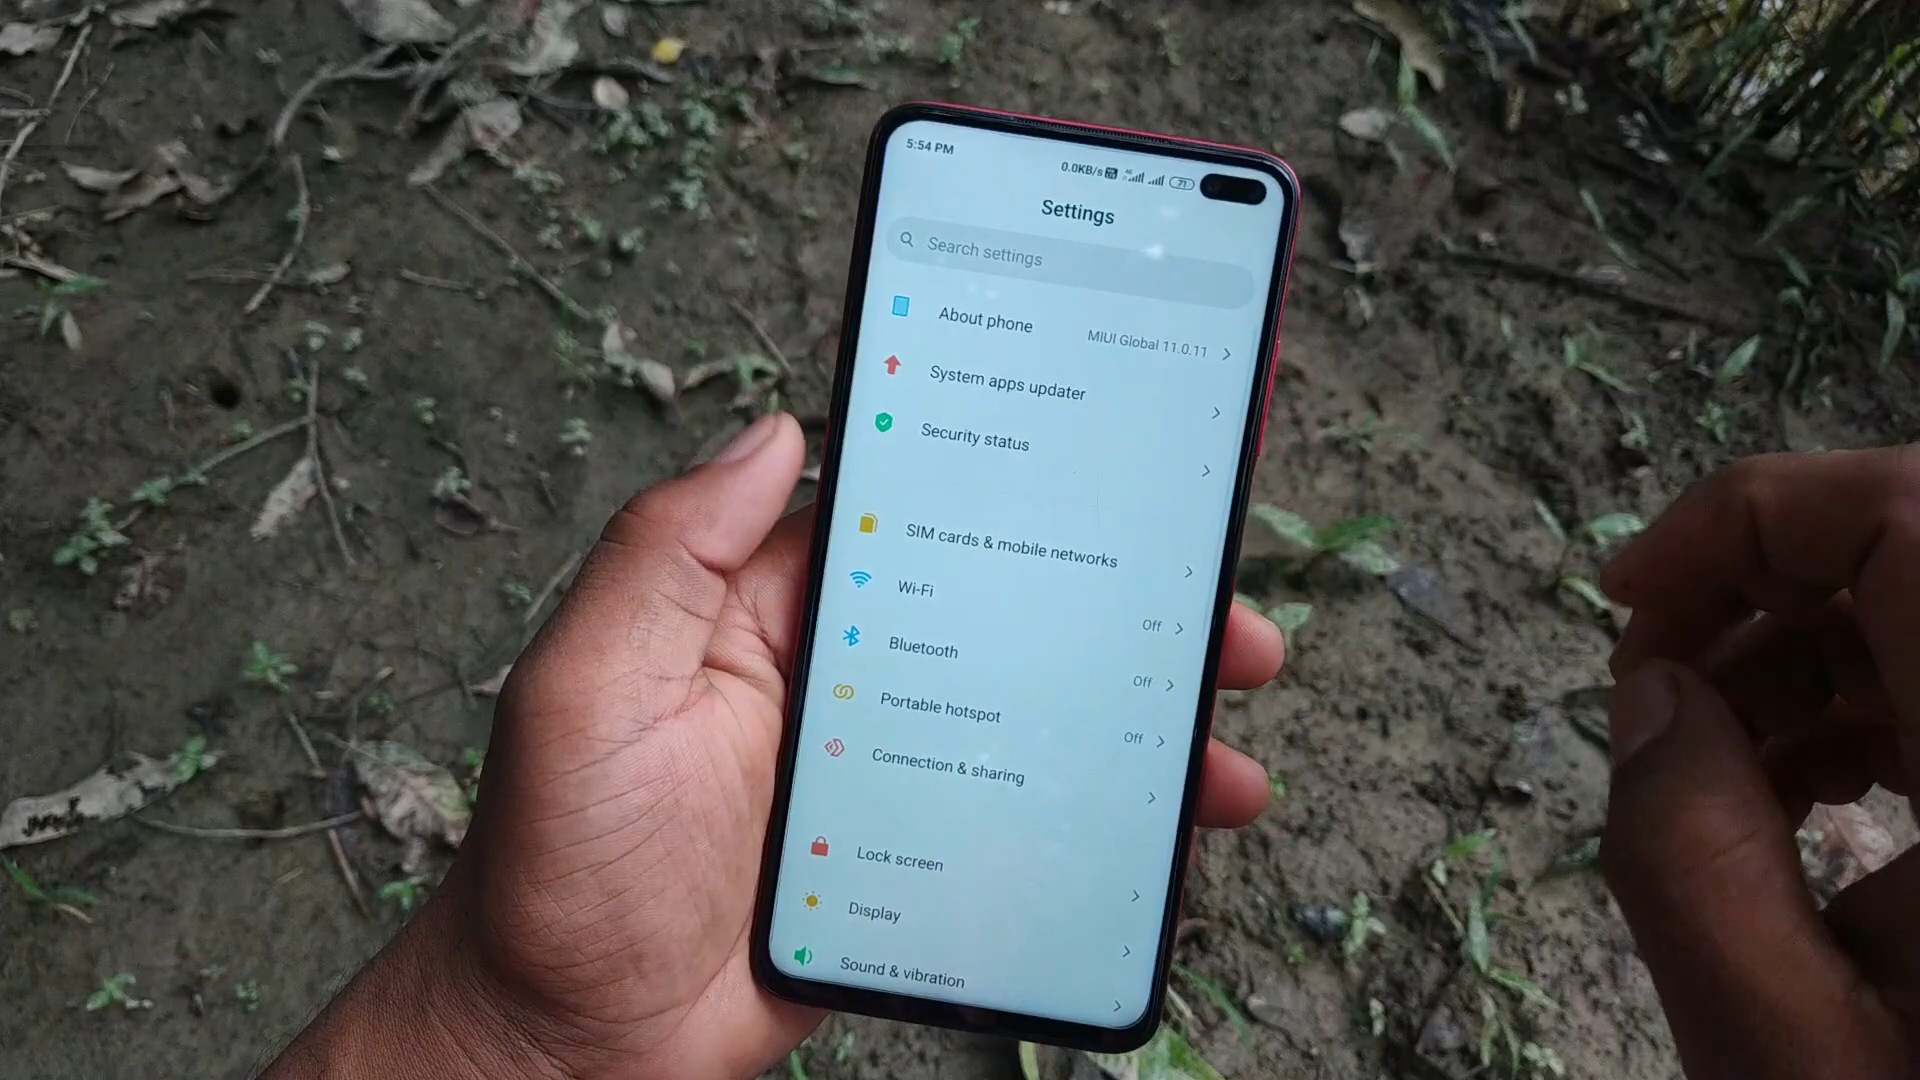 5:54 PM
0.0KB/s 71
Settings
Search settings
About phone MIUI Global 11.0.11
System apps updater
Security status
SIM cards & mobile networks
Wi-Fi Off
Bluetooth Off
Portable hotspot Off
Connection & sharing
Lock screen
Display
Sound & vibration